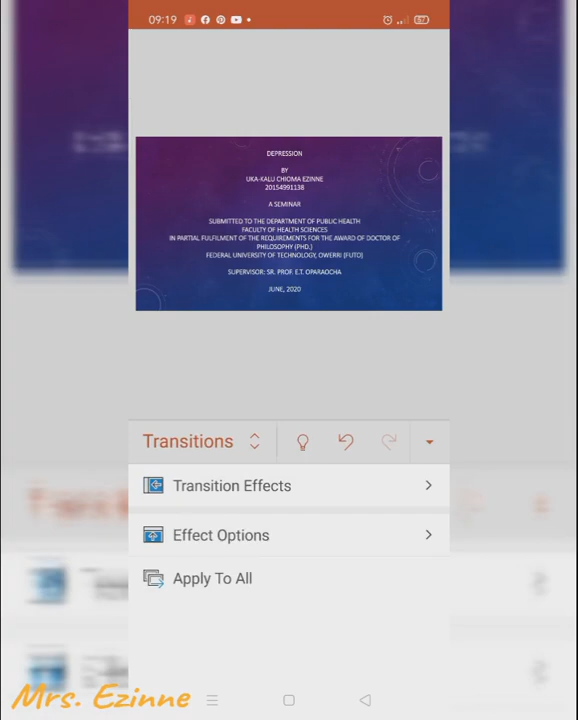 09:19
57
DEPRESSION
BY
UKA-KALU CHIOMA EZINNE
20154991138
A SEMINAR
SUBMITTED TO THE DEPARTMENT OF PUBLIC HEALTH
FACULTY OF HEALTH SCIENCES
IN PARTIAL FULFILMENT OF THE REQUIREMENTS FOR THE AWARD OF DOCTOR OF
PHILOSOPHY (PHD.)
FEDERAL UNIVERSITY OF TECHNOLOGY, OWERRI (FUTO)
SUPERVISOR: SR. PROF. E.T. OPARAOCHA
JUNE, 2020
Transitions
Transition Effects
Effect Options
Apply To All
Mrs. Ezinne